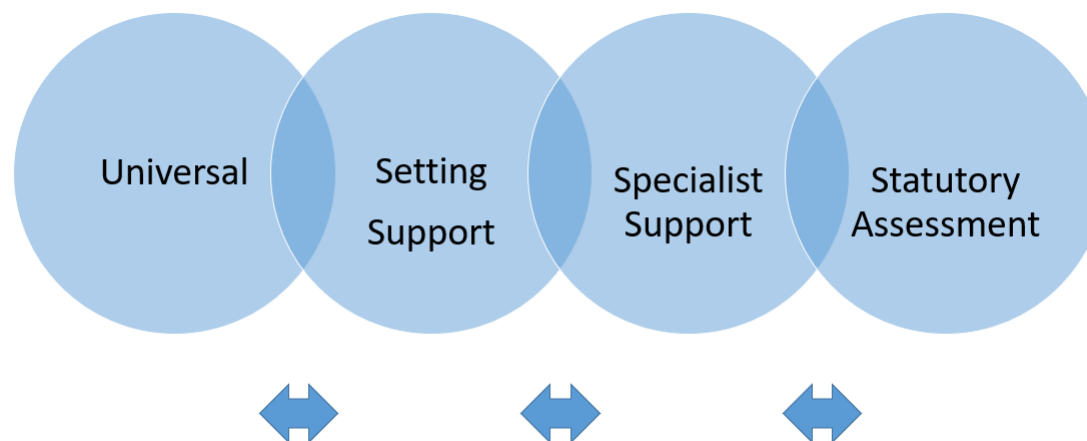 Universal
Setting
Support
Specialist
Support
Statutory
Assessment